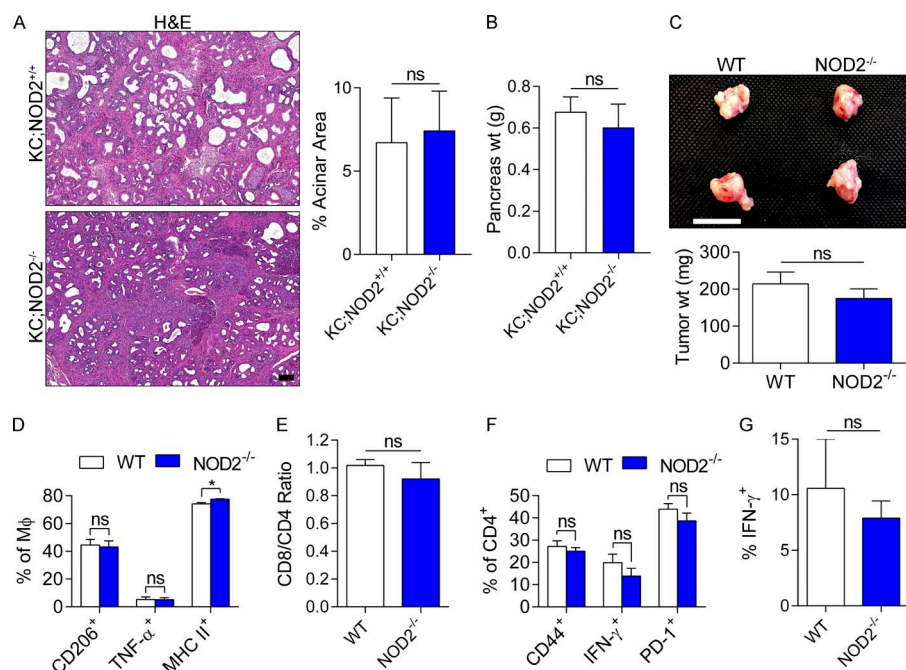 A
H&E
KC;NOD2+/+
KC;NOD2-/-
% Acinar Area
10
5
0
ns
KC;NOD2+/+
KC;NOD2-/-
B
Pancreas wt (g)
0.8
0.6
0.4
0.2
0.0
ns
KC;NOD2+/+
KC;NOD2-/-
C
WT NOD2-/-
Tumor wt (mg)
300
200
100
0
ns
WT NOD2-/-
D
WT NOD2-/-
% of Mϕ
80
60
40
20
0
ns
ns
*
CD206+
TNF-α+
MHC II+
E
CD8/CD4 Ratio
1.2
1.0
0.8
0.6
0.4
0.2
0.0
ns
WT
NOD2-/-
F
WT NOD2-/-
% of CD4+
50
40
30
20
10
0
ns
ns
ns
CD44+
IFN-γ+
PD-1+
G
% IFN-γ+
15
10
5
0
ns
WT
NOD2-/-